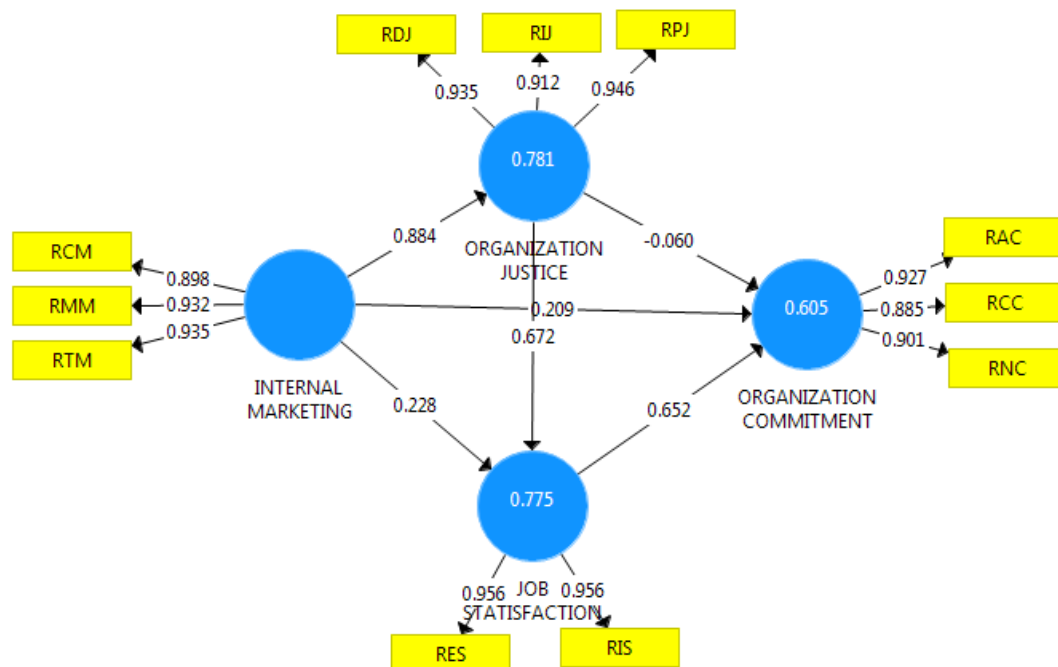 RDJ
RIJ
RPJ
0.935
0.912
0.946
0.781
RCM
RMM
RTM
0.898
0.932
0.935
0.884
ORGANIZATION
JUSTICE
-0.060
RAC
RCC
RNC
0.927
0.885
0.901
0.605
0.209
0.672
INTERNAL
MARKETING
0.228
0.652
ORGANIZATION
COMMITMENT
0.775
0.956
0.956
JOB
STATISFACTION
RES
RIS